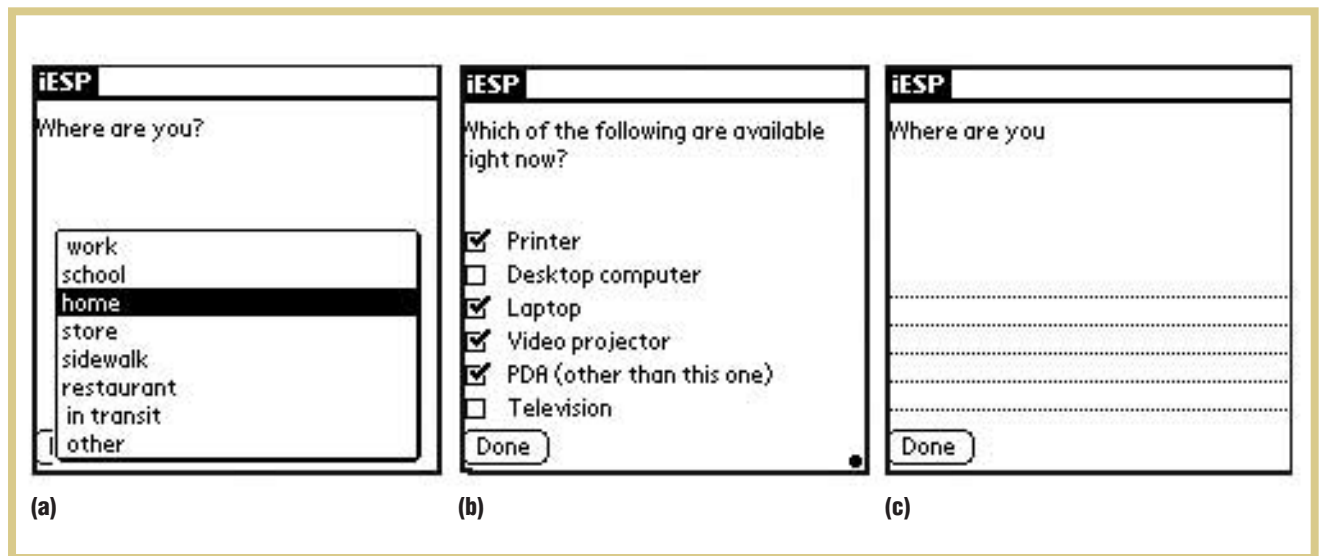 iESP
Where are you?
work
school
home
store
sidewalk
restaurant
in transit
other
(a)
iESP
Which of the following are available
right now?
Printer
Desktop computer
Laptop
Video projector
PDA (other than this one)
Television
Done
(b)
iESP
Where are you
Done
(c)